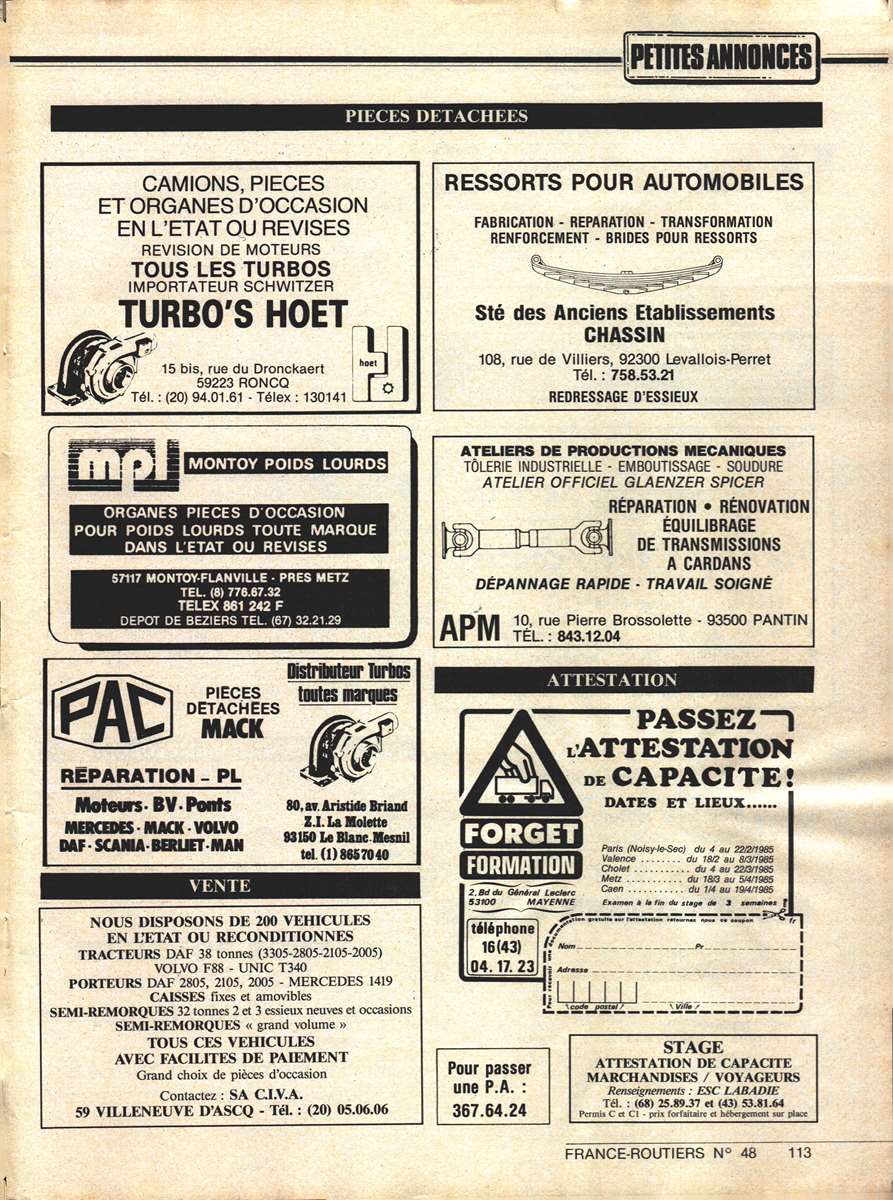 PETITES ANNONCES
PIECES DETACHEES
CAMIONS, PIECES
ET ORGANES D'OCCASION
EN L'ETAT OU REVISES
REVISION DE MOTEURS
TOUS LES TURBOS
IMPORTATEUR SCHWITZER
TURBO'S HOET
hoet
15 bis, rue du Dronckaert
59223 RONCQ
Tél. : (20) 94.01.61 - Télex : 130141
RESSORTS POUR AUTOMOBILES
FABRICATION - REPARATION - TRANSFORMATION
RENFORCEMENT - BRIDES POUR RESSORTS
Sté des Anciens Etablissements
CHASSIN
108, rue de Villiers, 92300 Levallois-Perret
Tél. : 758.53.21
REDRESSAGE D'ESSIEUX
mpl
MONTOY POIDS LOURDS
ORGANES PIECES D'OCCASION
POUR POIDS LOURDS TOUTE MARQUE
DANS L'ETAT OU REVISES
57117 MONTOY-FLANVILLE - PRES METZ
TEL. (8) 776.67.32
TELEX 861 242 F
DEPOT DE BEZIERS TEL. (67) 32.21.29
ATELIERS DE PRODUCTIONS MECANIQUES
TÔLERIE INDUSTRIELLE - EMBOUTISSAGE - SOUDURE
ATELIER OFFICIEL GLAENZER SPICER
RÉPARATION • RÉNOVATION
ÉQUILIBRAGE
DE TRANSMISSIONS
A CARDANS
DÉPANNAGE RAPIDE - TRAVAIL SOIGNÉ
APM
10, rue Pierre Brossolette - 93500 PANTIN
TÉL. : 843.12.04
PAC
PIÈCES
DÉTACHÉES
MACK
Distributeur Turbos
toutes marques
RÉPARATION - PL
Moteurs - BV - Ponts
MERCEDES - MACK - VOLVO
DAF - SCANIA - BERLIET - MAN
80, av. Aristide Briand
Z.I. La Molette
93150 Le Blanc-Mesnil
tel. (1) 865 70 40
ATTESTATION
PASSEZ
L'ATTESTATION
DE CAPACITE !
DATES ET LIEUX......
FORGET
FORMATION
2, Bd du Général Leclerc
53100 MAYENNE
téléphone
16 (43)
04. 17. 23
Paris (Noisy-le-Sec) du 4 au 22/2/1985
Valence ........ du 18/2 au 8/3/1985
Cholet .......... du 4 au 22/3/1985
Metz ........... du 18/3 au 5/4/1985
Caen ........... du 1/4 au 19/4/1985
Examen à la fin du stage de 3 semaines !
Pour recevoir une documentation gratuite sur l'attestation retournez nous ce coupon
fr
Nom Pr
Adresse
code postal Ville
VENTE
NOUS DISPOSONS DE 200 VEHICULES
EN L'ETAT OU RECONDITIONNES
TRACTEURS DAF 38 tonnes (3305-2805-2105-2005)
VOLVO F88 - UNIC T340
PORTEURS DAF 2805, 2105, 2005 - MERCEDES 1419
CAISSES fixes et amovibles
SEMI-REMORQUES 32 tonnes 2 et 3 essieux neuves et occasions
SEMI-REMORQUES « grand volume »
TOUS CES VEHICULES
AVEC FACILITES DE PAIEMENT
Grand choix de pièces d'occasion
Contactez : SA C.I.V.A.
59 VILLENEUVE D'ASCQ - Tél. : (20) 05.06.06
Pour passer
une P.A. :
367.64.24
STAGE
ATTESTATION DE CAPACITE
MARCHANDISES / VOYAGEURS
Renseignements : ESC LABADIE
Tél. : (68) 25.89.37 et (43) 53.81.64
Permis C et C1 - prix forfaitaire et hébergement sur place
FRANCE-ROUTIERS N° 48 113